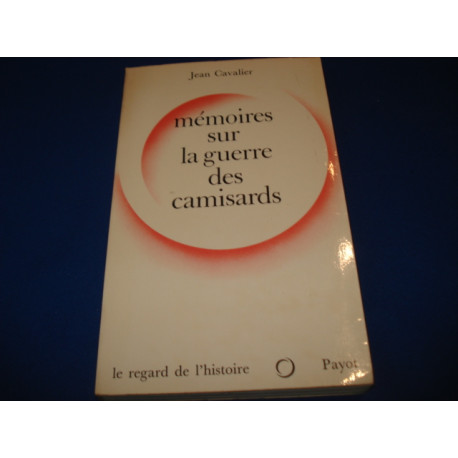 Jean Cavalier
mémoires
sur
la guerre
des
camisards
le regard de l'histoire Payot